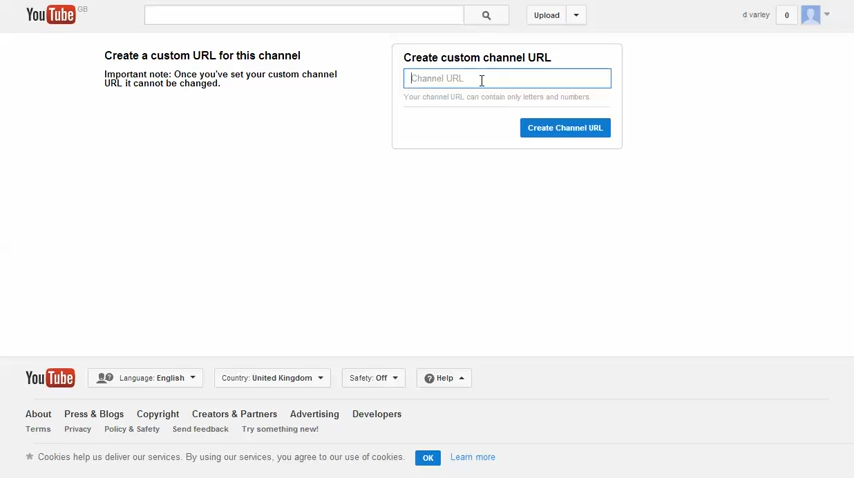 YouTube GB
Upload
d varley 0
Create a custom URL for this channel
Important note: Once you've set your custom channel
URL it cannot be changed.
Create custom channel URL
Channel URL
Your channel URL can contain only letters and numbers.
Create Channel URL
YouTube
Language: English
Country: United Kingdom
Safety: Off
Help
About Press & Blogs Copyright Creators & Partners Advertising Developers
Terms Privacy Policy & Safety Send feedback Try something new!
Cookies help us deliver our services. By using our services, you agree to our use of cookies. OK Learn more